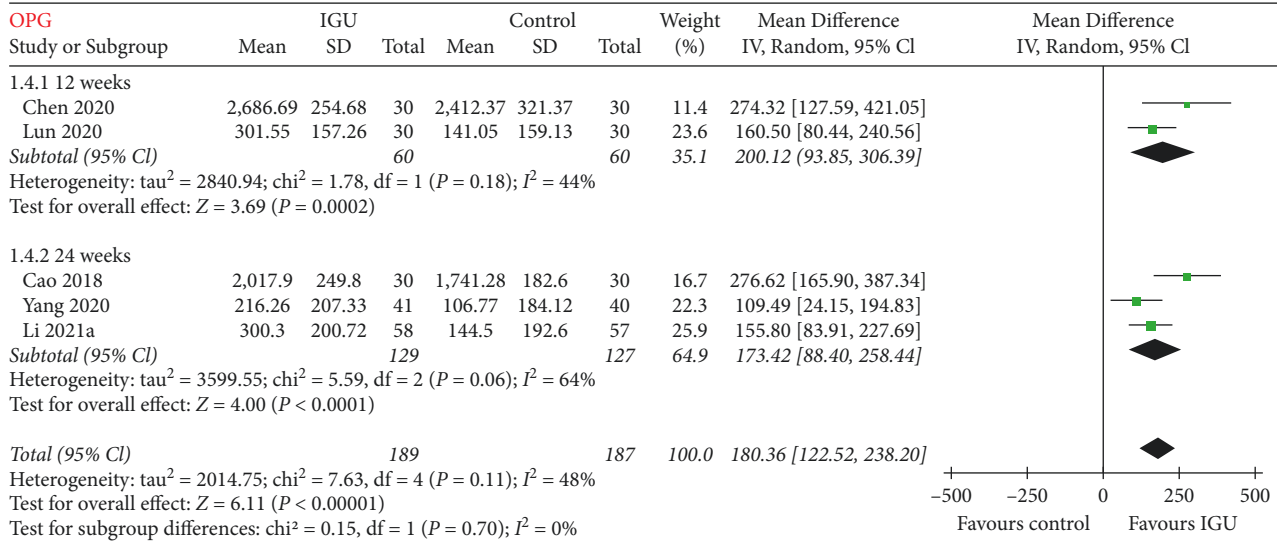 OPG IGU Control Weight Mean Difference Mean Difference
Study or Subgroup Mean SD Total Mean SD Total (%) IV, Random, 95% Cl IV, Random, 95% Cl
1.4.1 12 weeks
Chen 2020 2,686.69 254.68 30 2,412.37 321.37 30 11.4 274.32 [127.59, 421.05]
Lun 2020 301.55 157.26 30 141.05 159.13 30 23.6 160.50 [80.44, 240.56]
Subtotal (95% Cl) 60 60 35.1 200.12 (93.85, 306.39]
Heterogeneity: tau² = 2840.94; chi² = 1.78, df = 1 (P = 0.18); I² = 44%
Test for overall effect: Z = 3.69 (P = 0.0002)
1.4.2 24 weeks
Cao 2018 2,017.9 249.8 30 1,741.28 182.6 30 16.7 276.62 [165.90, 387.34]
Yang 2020 216.26 207.33 41 106.77 184.12 40 22.3 109.49 [24.15, 194.83]
Li 2021a 300.3 200.72 58 144.5 192.6 57 25.9 155.80 [83.91, 227.69]
Subtotal (95% Cl) 129 127 64.9 173.42 [88.40, 258.44]
Heterogeneity: tau² = 3599.55; chi² = 5.59, df = 2 (P = 0.06); I² = 64%
Test for overall effect: Z = 4.00 (P < 0.0001)
Total (95% Cl) 189 187 100.0 180.36 [122.52, 238.20]
Heterogeneity: tau² = 2014.75; chi² = 7.63, df = 4 (P = 0.11); I² = 48%
Test for overall effect: Z = 6.11 (P < 0.00001)
Test for subgroup differences: chi² = 0.15, df = 1 (P = 0.70); I² = 0%
−500 −250 0 250 500
Favours control Favours IGU